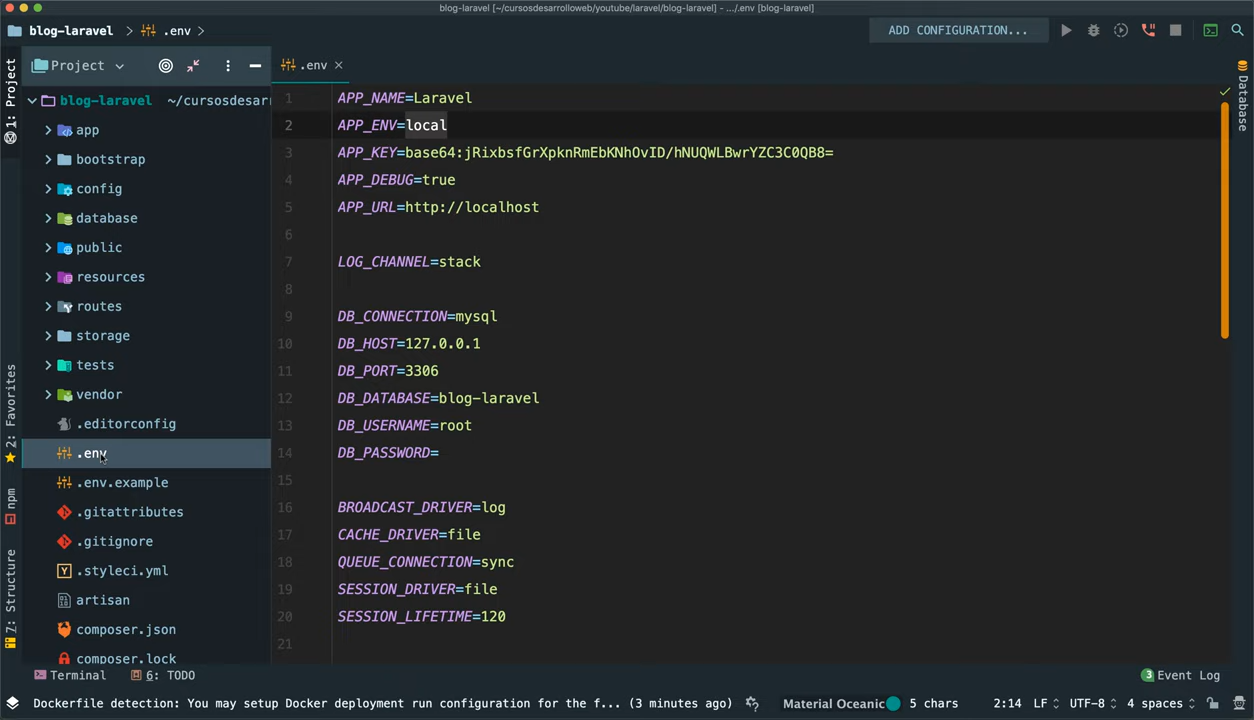 blog-laravel [~/cursosdesarrolloweb/youtube/laravel/blog-laravel] - .../.env [blog-laravel]
blog-laravel > .env >
ADD CONFIGURATION...
1: Project
2: Favorites
npm
7: Structure
Database
Project
blog-laravel ~/cursosdesarr
app
bootstrap
config
database
public
resources
routes
storage
tests
vendor
.editorconfig
.env
.env.example
.gitattributes
.gitignore
.styleci.yml
artisan
composer.json
composer.lock
.env
1 APP_NAME=Laravel
2 APP_ENV=local
3 APP_KEY=base64:jRixbsfGrXpknRmEbKNhOvID/hNUQWLBwrYZC3C0QB8=
4 APP_DEBUG=true
5 APP_URL=http://localhost
6
7 LOG_CHANNEL=stack
8
9 DB_CONNECTION=mysql
10 DB_HOST=127.0.0.1
11 DB_PORT=3306
12 DB_DATABASE=blog-laravel
13 DB_USERNAME=root
14 DB_PASSWORD=
15
16 BROADCAST_DRIVER=log
17 CACHE_DRIVER=file
18 QUEUE_CONNECTION=sync
19 SESSION_DRIVER=file
20 SESSION_LIFETIME=120
21
Terminal
6: TODO
3 Event Log
Dockerfile detection: You may setup Docker deployment run configuration for the f... (3 minutes ago)
Material Oceanic
5 chars
2:14
LF
UTF-8
4 spaces